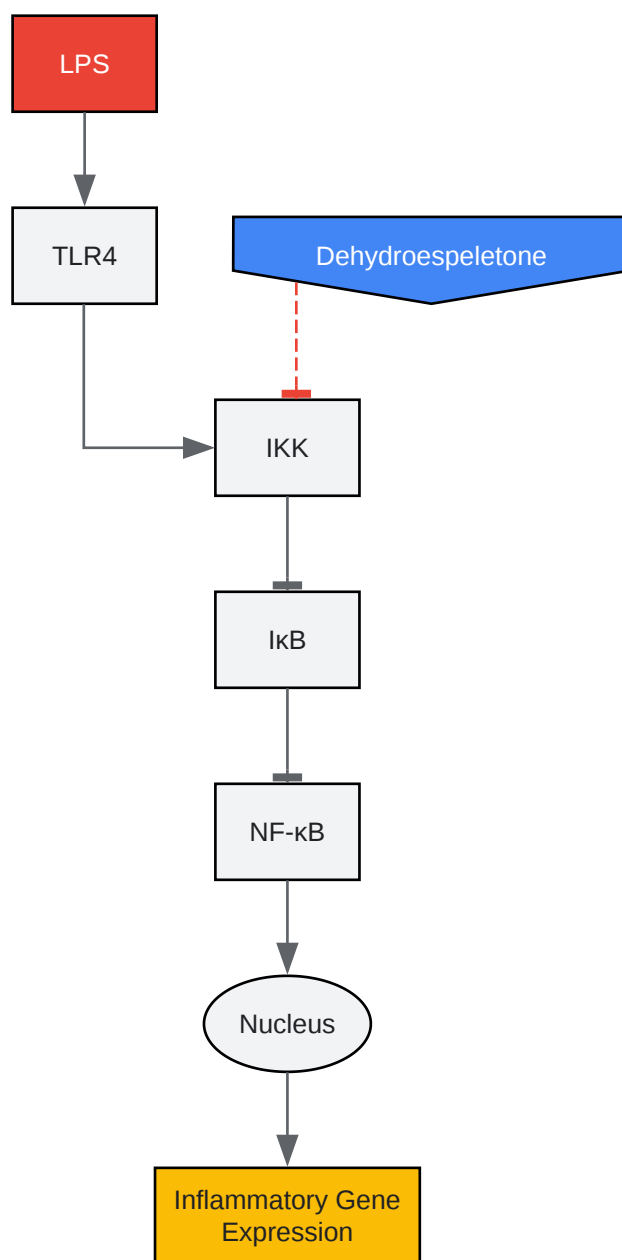 LPS
TLR4
Dehydroespeletone
IKK
IκB
NF-κB
Nucleus
Inflammatory Gene
Expression